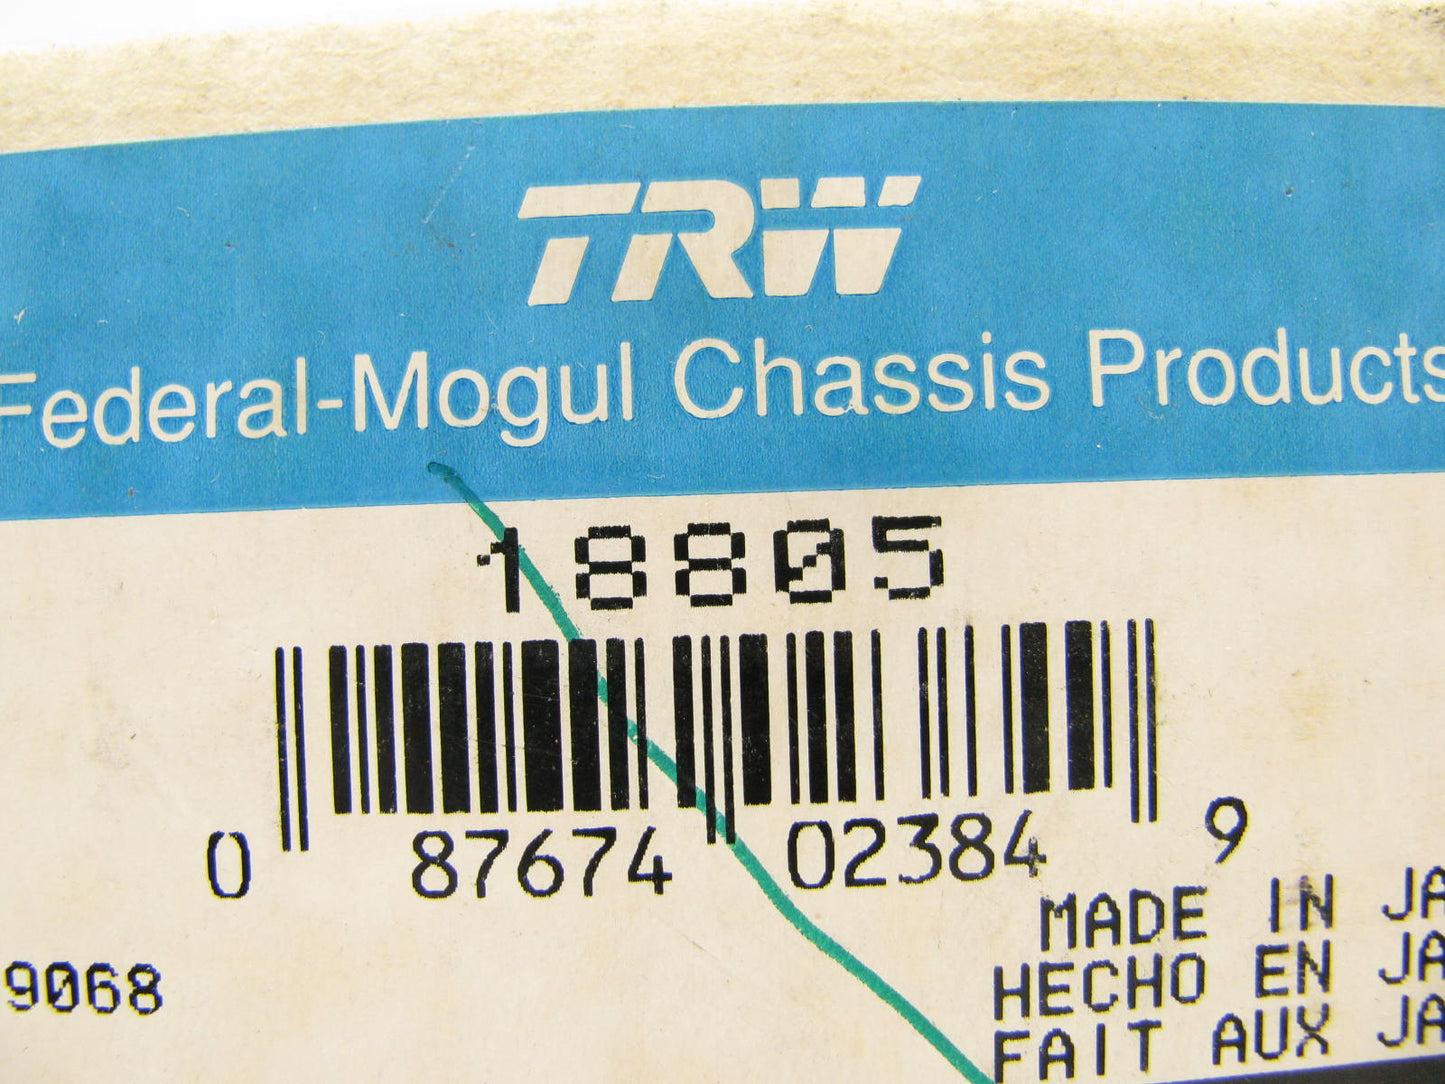 TRW
Federal-Mogul Chassis Products
18805
0 87674 02384 9
9068
MADE IN JA
HECHO EN JA
FAIT AUX JA